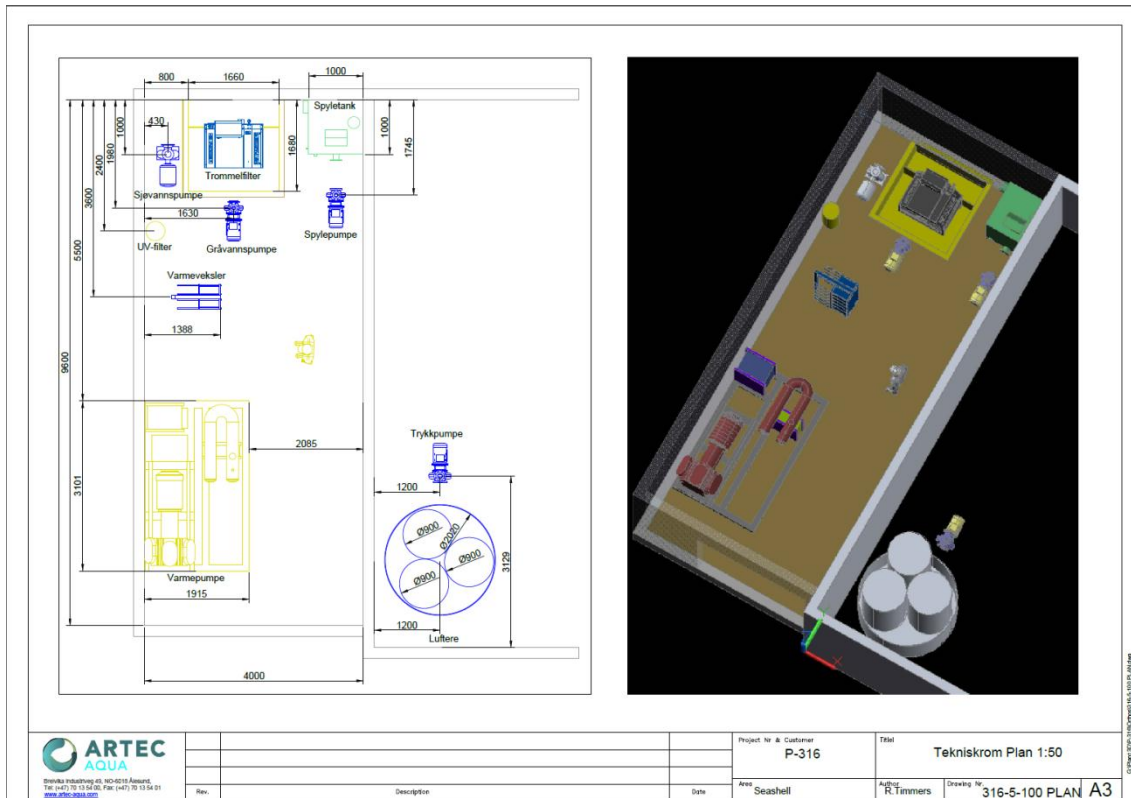 800
1660
1000
430
1000
1980
2400
3600
5500
9600
Spyletank
1000
1745
1680
Trommelfilter
Sjøvannspumpe
1630
Spylepumpe
UV-filter
Gråvannspumpe
Varmeveksler
1388
2085
Trykkpumpe
3101
1200
Ø900
Ø2020
Ø900
Ø900
3129
Varmepumpe
1915
1200
Luftere
4000
ARTEC
AQUA
Breivika Industriveg 49, NO-6018 Ålesund,
Tel: (+47) 70 13 54 00, Fax: (+47) 70 13 54 01
www.artec-aqua.com
Rev.
Description
Date
Project Nr & Customer
P-316
Titlel
Tekniskrom Plan 1:50
Area
Seashell
Author
R.Timmers
Drawing Nr.
316-5-100 PLAN
A3